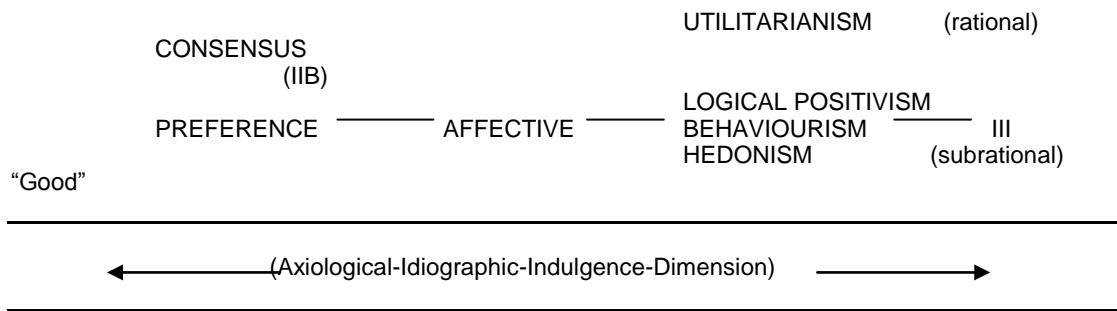 UTILITARIANISM (rational)
CONSENSUS
(IIB)
LOGICAL POSITIVISM
PREFERENCE AFFECTIVE BEHAVIOURISM III
HEDONISM (subrational)
“Good”
(Axiological-Idiographic-Indulgence-Dimension)